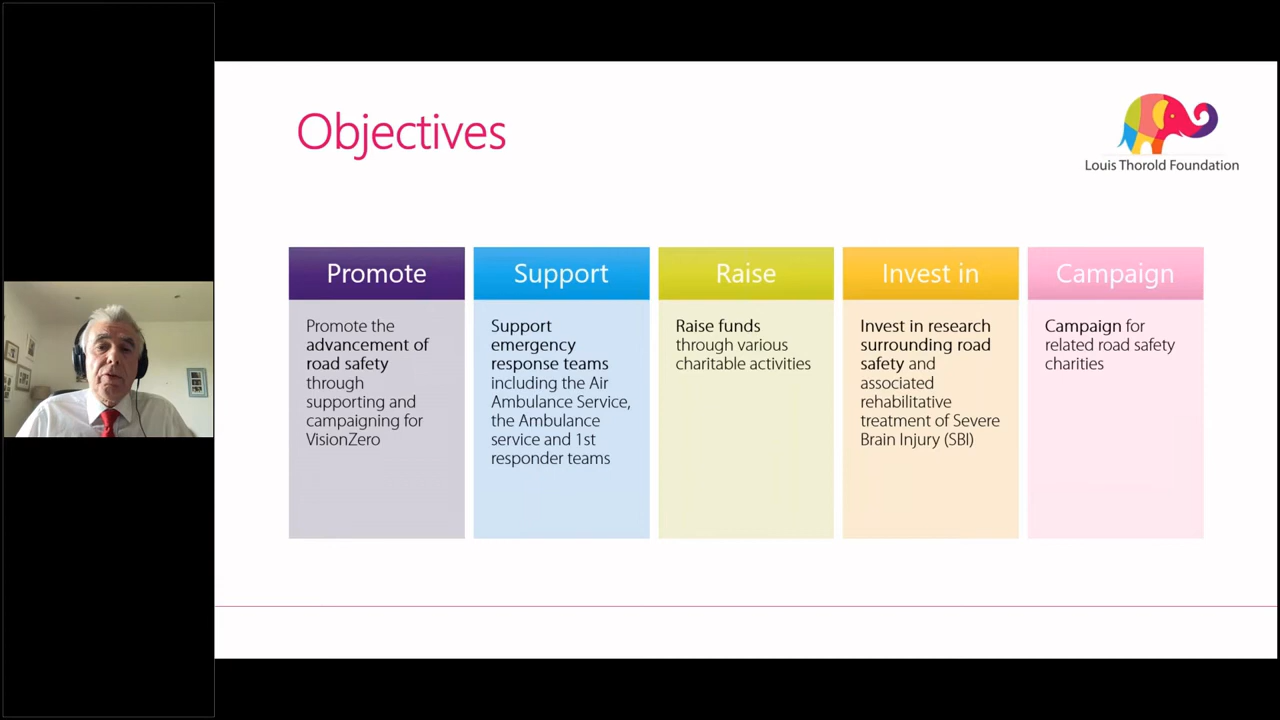 Objectives
Louis Thorold Foundation
Promote
Promote the
advancement of
road safety
through
supporting and
campaigning for
VisionZero
Support
Support
emergency
response teams
including the Air
Ambulance Service,
the Ambulance
service and 1st
responder teams
Raise
Raise funds
through various
charitable activities
Invest in
Invest in research
surrounding road
safety and
associated
rehabilitative
treatment of Severe
Brain Injury (SBI)
Campaign
Campaign for
related road safety
charities